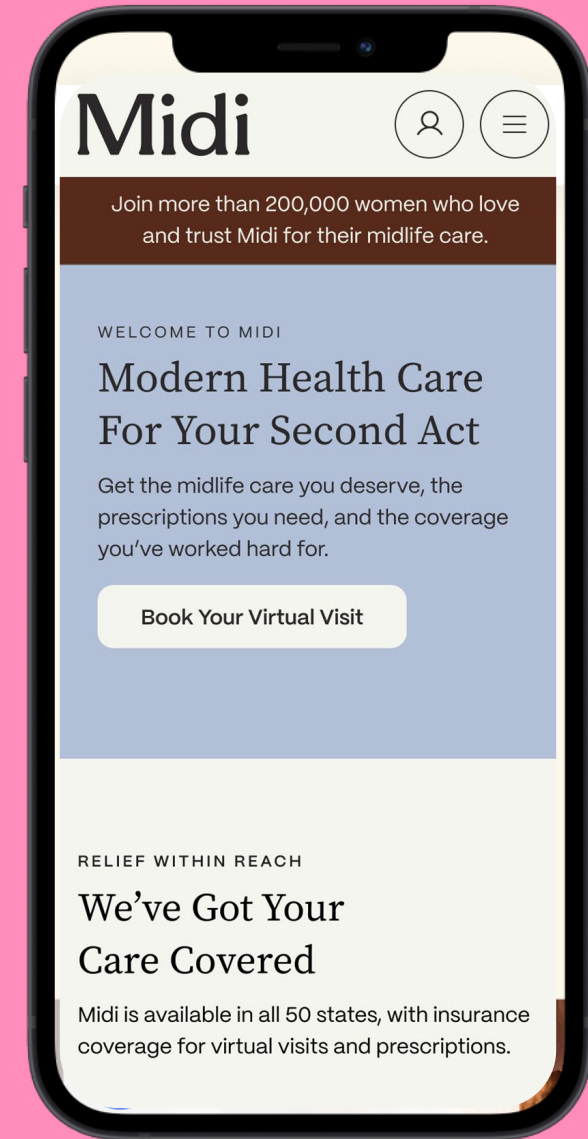 Midi
Join more than 200,000 women who love
and trust Midi for their midlife care.
WELCOME TO MIDI
Modern Health Care
For Your Second Act
Get the midlife care you deserve, the
prescriptions you need, and the coverage
you’ve worked hard for.
Book Your Virtual Visit
RELIEF WITHIN REACH
We’ve Got Your
Care Covered
Midi is available in all 50 states, with insurance
coverage for virtual visits and prescriptions.